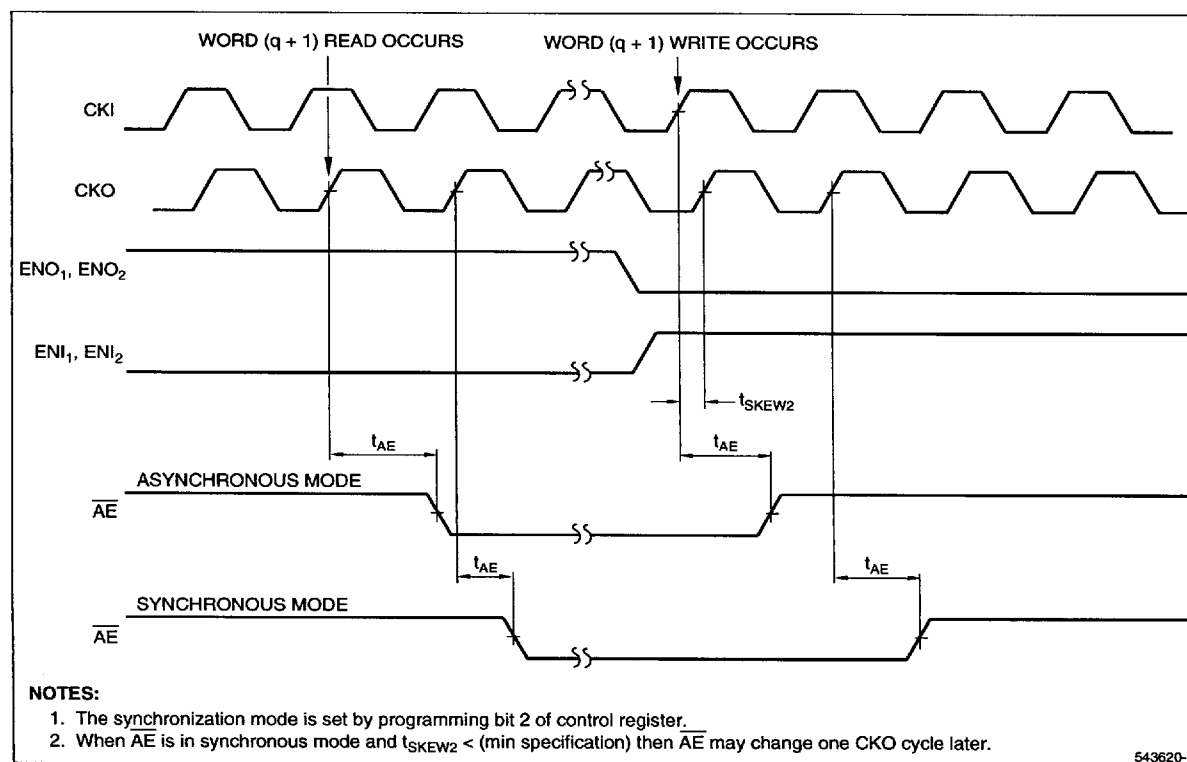 WORD (q + 1) READ OCCURS
WORD (q + 1) WRITE OCCURS
CKI
CKO
ENO₁, ENO₂
ENI₁, ENI₂
tSKEW2
tAE
tAE
ASYNCHRONOUS MODE
AE
tAE
tAE
SYNCHRONOUS MODE
AE
NOTES:
1. The synchronization mode is set by programming bit 2 of control register.
2. When AE is in synchronous mode and tSKEW2 < (min specification) then AE may change one CKO cycle later.
543620-